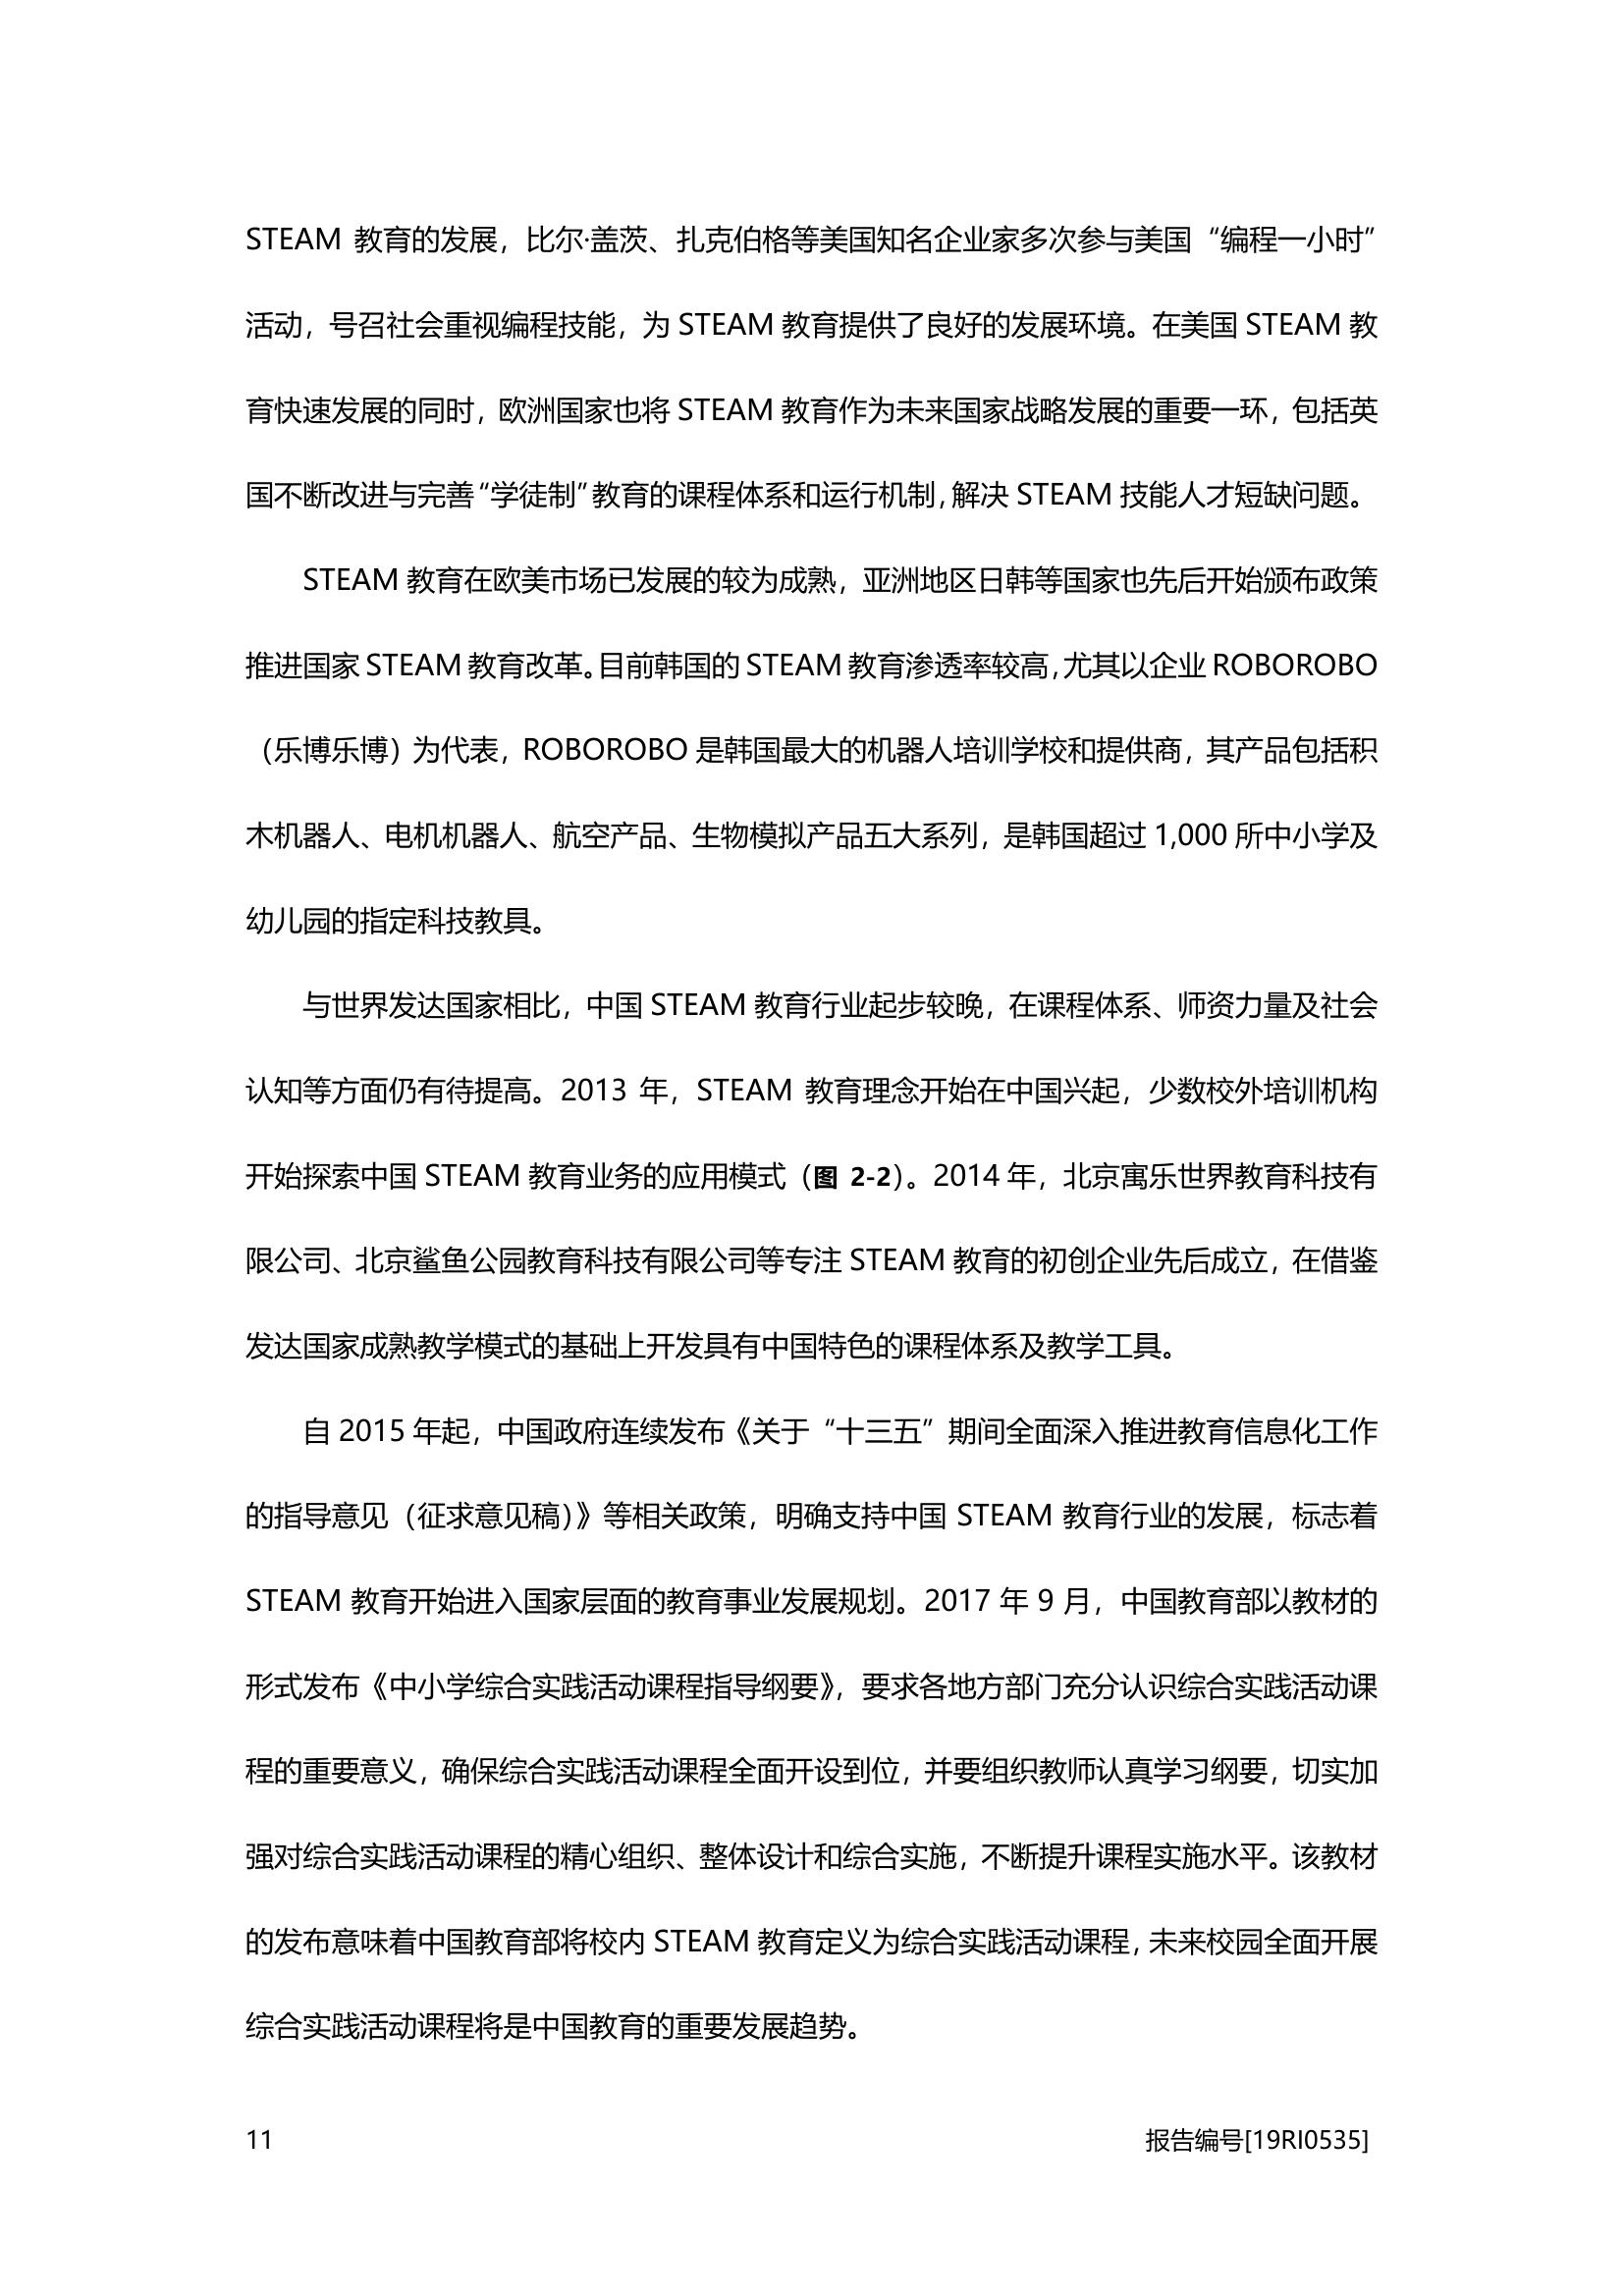 STEAM 教育的发展，比尔·盖茨、扎克伯格等美国知名企业家多次参与美国“编程一小时”
活动，号召社会重视编程技能，为 STEAM 教育提供了良好的发展环境。在美国 STEAM 教
育快速发展的同时，欧洲国家也将 STEAM 教育作为未来国家战略发展的重要一环，包括英
国不断改进与完善“学徒制”教育的课程体系和运行机制，解决 STEAM 技能人才短缺问题。
STEAM 教育在欧美市场已发展的较为成熟，亚洲地区日韩等国家也先后开始颁布政策
推进国家 STEAM 教育改革。目前韩国的 STEAM 教育渗透率较高，尤其以企业 ROBOROBO
（乐博乐博）为代表，ROBOROBO 是韩国最大的机器人培训学校和提供商，其产品包括积
木机器人、电机机器人、航空产品、生物模拟产品五大系列，是韩国超过 1,000 所中小学及
幼儿园的指定科技教具。
与世界发达国家相比，中国 STEAM 教育行业起步较晚，在课程体系、师资力量及社会
认知等方面仍有待提高。2013 年，STEAM 教育理念开始在中国兴起，少数校外培训机构
开始探索中国 STEAM 教育业务的应用模式（图 2-2）。2014 年，北京寓乐世界教育科技有
限公司、北京鲨鱼公园教育科技有限公司等专注 STEAM 教育的初创企业先后成立，在借鉴
发达国家成熟教学模式的基础上开发具有中国特色的课程体系及教学工具。
自 2015 年起，中国政府连续发布《关于“十三五”期间全面深入推进教育信息化工作
的指导意见（征求意见稿）》等相关政策，明确支持中国 STEAM 教育行业的发展，标志着
STEAM 教育开始进入国家层面的教育事业发展规划。2017 年 9 月，中国教育部以教材的
形式发布《中小学综合实践活动课程指导纲要》，要求各地方部门充分认识综合实践活动课
程的重要意义，确保综合实践活动课程全面开设到位，并要组织教师认真学习纲要，切实加
强对综合实践活动课程的精心组织、整体设计和综合实施，不断提升课程实施水平。该教材
的发布意味着中国教育部将校内 STEAM 教育定义为综合实践活动课程，未来校园全面开展
综合实践活动课程将是中国教育的重要发展趋势。
11 报告编号[19RI0535]